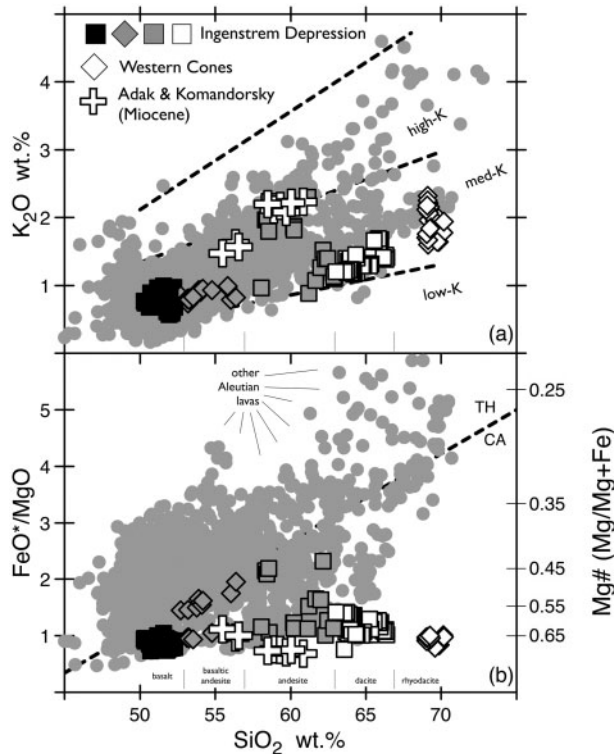 Ingenstrem Depression
Western Cones
Adak & Komandorsky
(Miocene)
K2O wt.%
4
3
2
1
high-K
med-K
low-K
(a)
other
Aleutian
lavas
FeO*/MgO
5
4
3
2
1
TH
CA
0.25
0.35
0.45
0.55
0.65
Mg# (Mg/Mg+Fe)
basalt
basaltic
andesite
andesite
dacite
rhyodacite
(b)
50
55
60
65
70
SiO2 wt.%